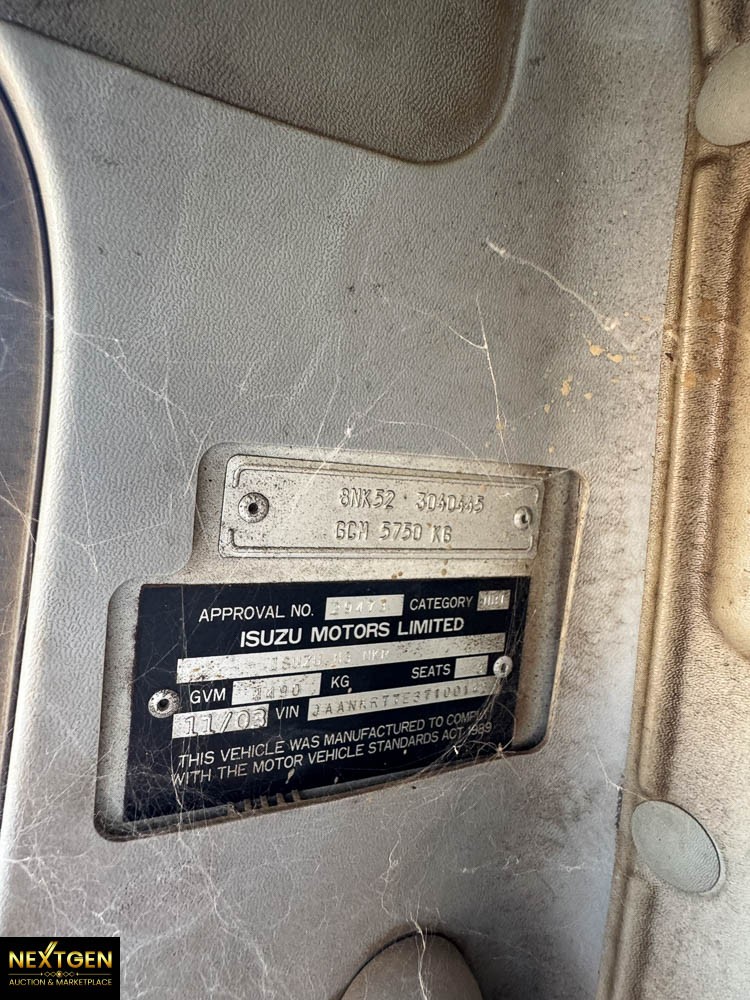 8NK52 · 3040445
GCM 5750 KG
APPROVAL NO. CATEGORY
ISUZU MOTORS LIMITED
ISUZU
GVM KG SEATS
11/03 VIN
THIS VEHICLE WAS MANUFACTURED TO COMPLY
WITH THE MOTOR VEHICLE STANDARDS ACT 1989
NEXTGEN
AUCTION & MARKETPLACE